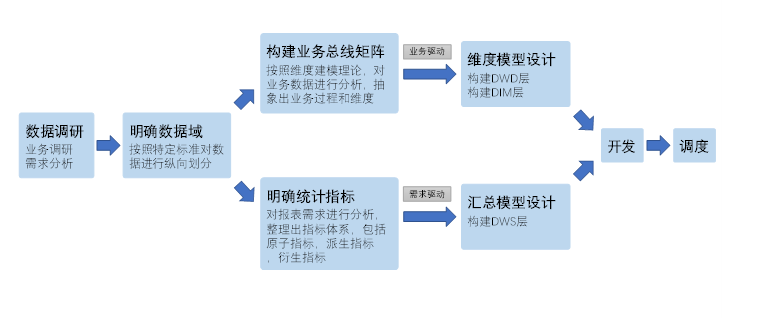 数据调研
业务调研
需求分析
明确数据域
按照特定标准对数
据进行纵向划分
构建业务总线矩阵
按照维度建模理论，对
业务数据进行分析，抽
象出业务过程和维度
业务驱动
维度模型设计
构建DWD层
构建DIM层
明确统计指标
对报表需求进行分析，
整理出指标体系，包括
原子指标，派生指标
，衍生指标
需求驱动
汇总模型设计
构建DWS层
开发
调度